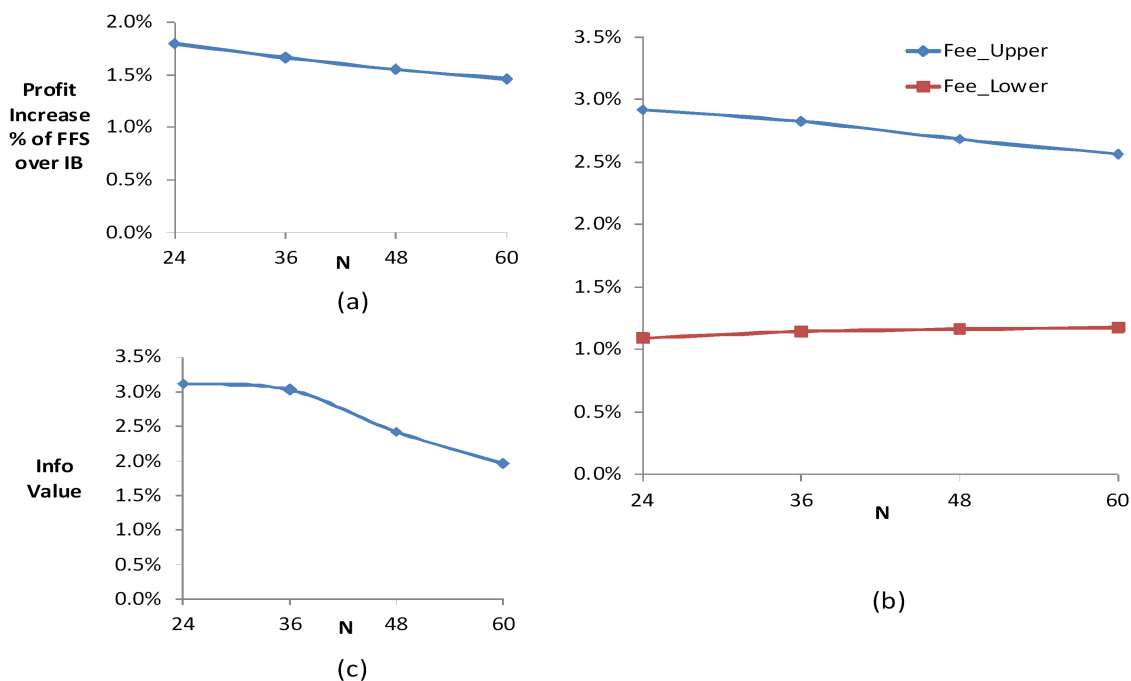 2.0%
1.5%
1.0%
0.5%
0.0%
Profit
Increase
% of FFS
over IB
24 36 48 60
N
(a)
3.5%
3.0%
2.5%
2.0%
1.5%
1.0%
0.5%
0.0%
Fee_Upper
Fee_Lower
24 36 48 60
N
(b)
3.5%
3.0%
2.5%
2.0%
1.5%
1.0%
0.5%
0.0%
Info
Value
24 36 48 60
N
(c)